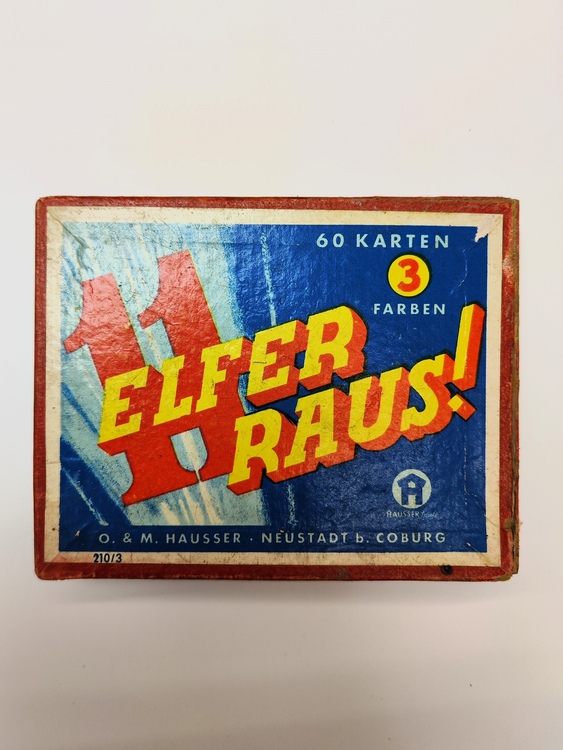 60 KARTEN
3
FARBEN
11
ELFER
RAUS!
HAUSSER
O. & M. HAUSSER · NEUSTADT b. COBURG
210/3